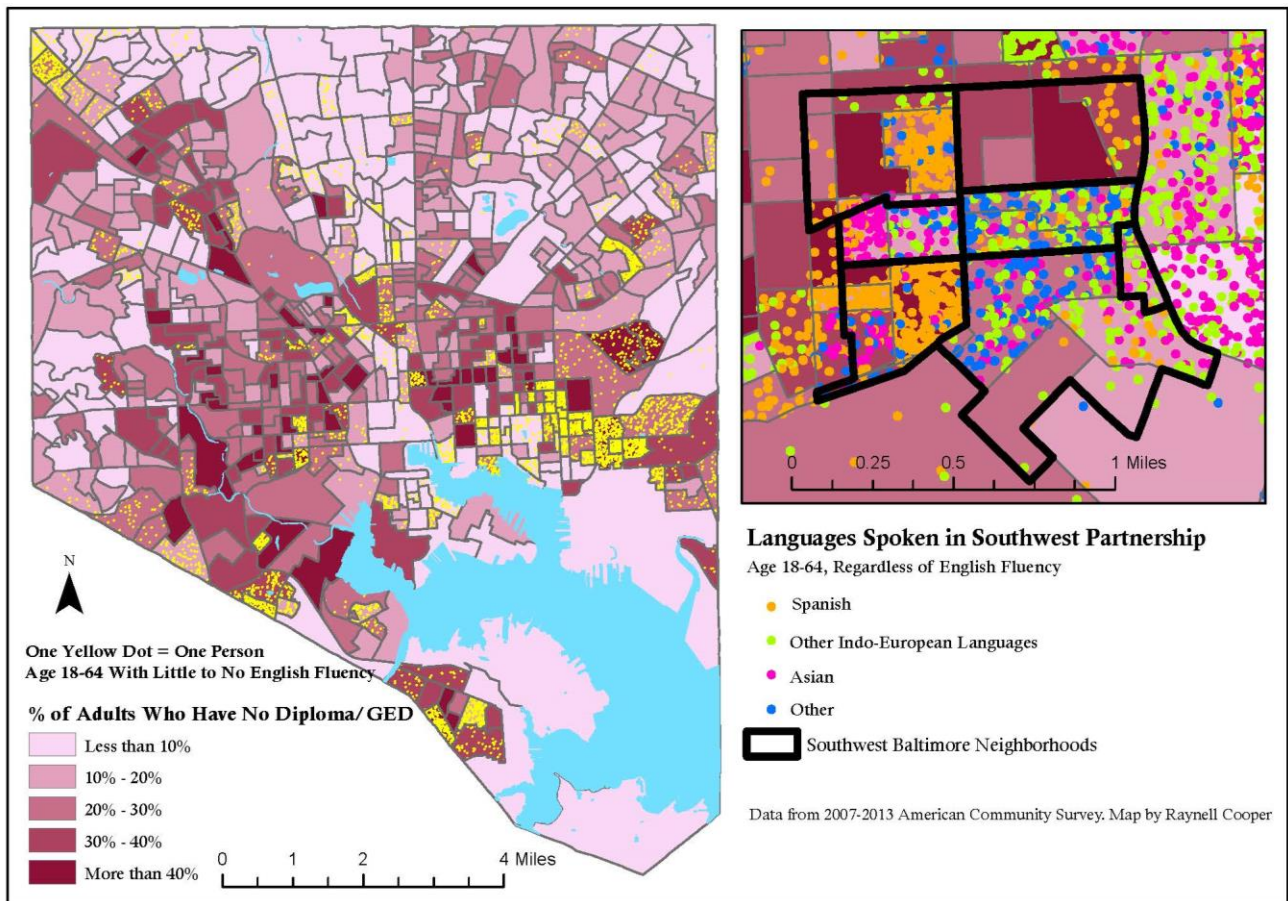 N
One Yellow Dot = One Person
Age 18-64 With Little to No English Fluency
% of Adults Who Have No Diploma/ GED
Less than 10%
10% - 20%
20% - 30%
30% - 40%
More than 40%
0 1 2 4 Miles
0 0.25 0.5 1 Miles
Languages Spoken in Southwest Partnership
Age 18-64, Regardless of English Fluency
Spanish
Other Indo-European Languages
Asian
Other
Southwest Baltimore Neighborhoods
Data from 2007-2013 American Community Survey. Map by Raynell Cooper